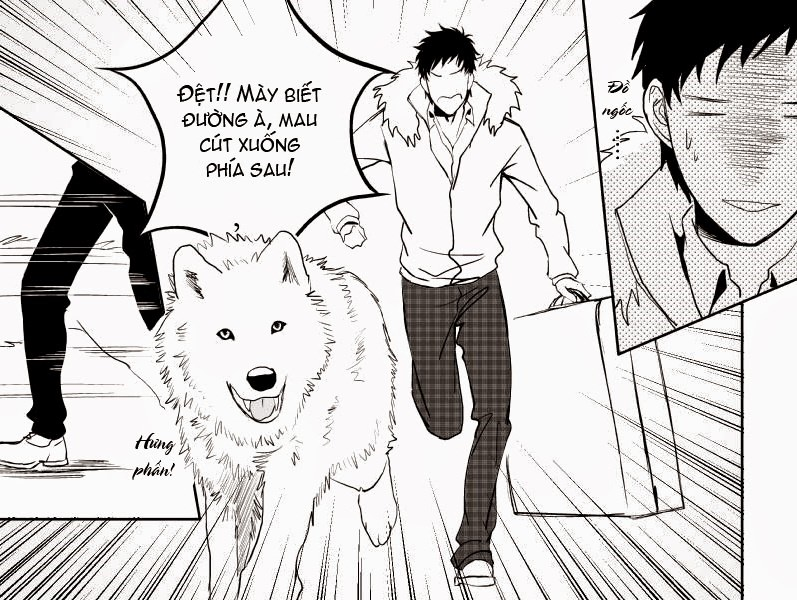 Đệt!! Mày biết
đường à, mau
cút xuống
phía sau!
Đồ
ngốc
......
Hưng
phấn!